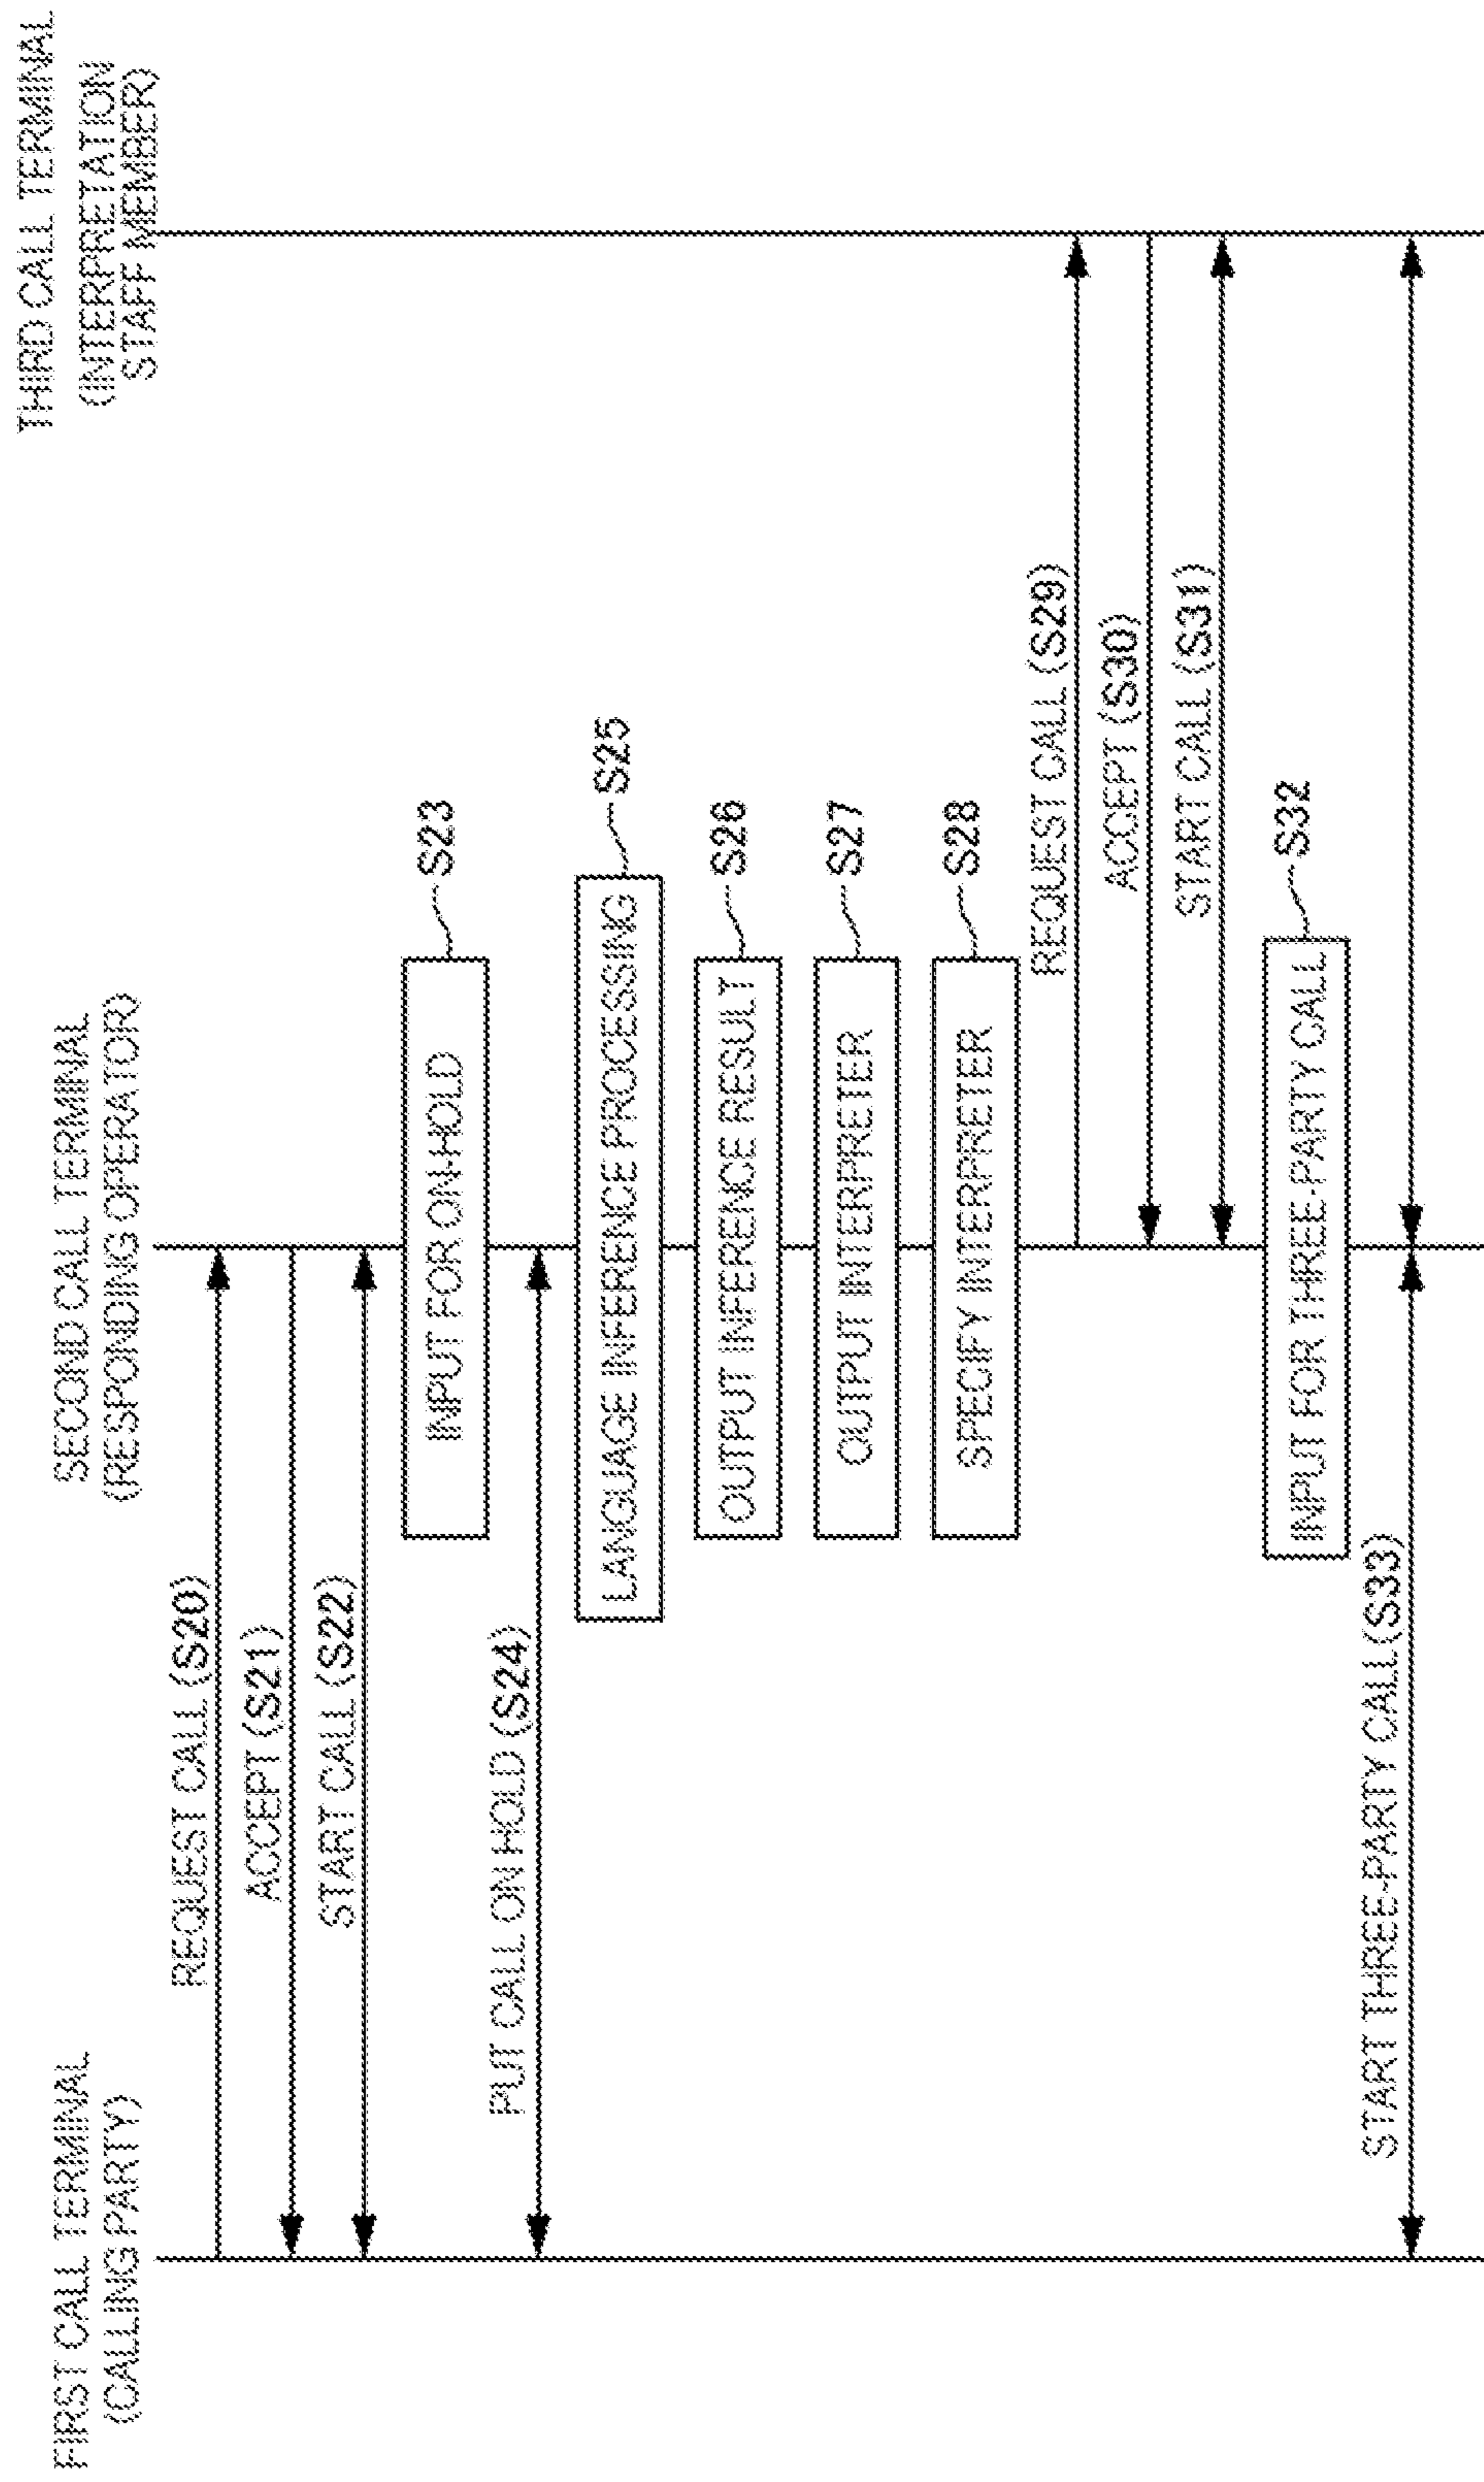 FIRST CALL TERMINAL
(CALLING PARTY)
SECOND CALL TERMINAL
(RESPONDING OPERATOR)
THIRD CALL TERMINAL
(INTERPRETATION
STAFF MEMBER)
REQUEST CALL (S20)
ACCEPT (S21)
START CALL (S22)
INPUT FOR ON-HOLD
S23
PUT CALL ON HOLD (S24)
LANGUAGE INFERENCE PROCESSING
S25
OUTPUT INFERENCE RESULT
S26
OUTPUT INTERPRETER
S27
SPECIFY INTERPRETER
S28
REQUEST CALL (S29)
ACCEPT (S30)
START CALL (S31)
INPUT FOR THREE-PARTY CALL
S32
START THREE-PARTY CALL(S33)